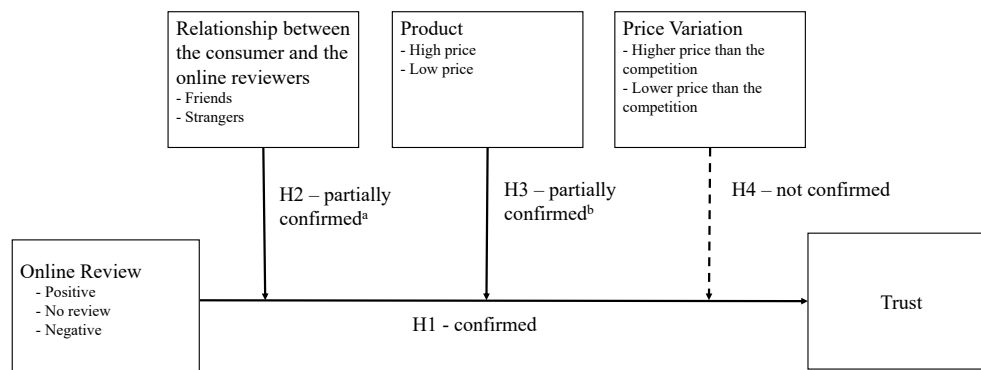 Relationship between
the consumer and the
online reviewers
- Friends
- Strangers
Product
- High price
- Low price
Price Variation
- Higher price than the
competition
- Lower price than the
competition
H2 – partially
confirmedᵃ
H3 – partially
confirmedᵇ
H4 – not confirmed
Online Review
- Positive
- No review
- Negative
H1 - confirmed
Trust